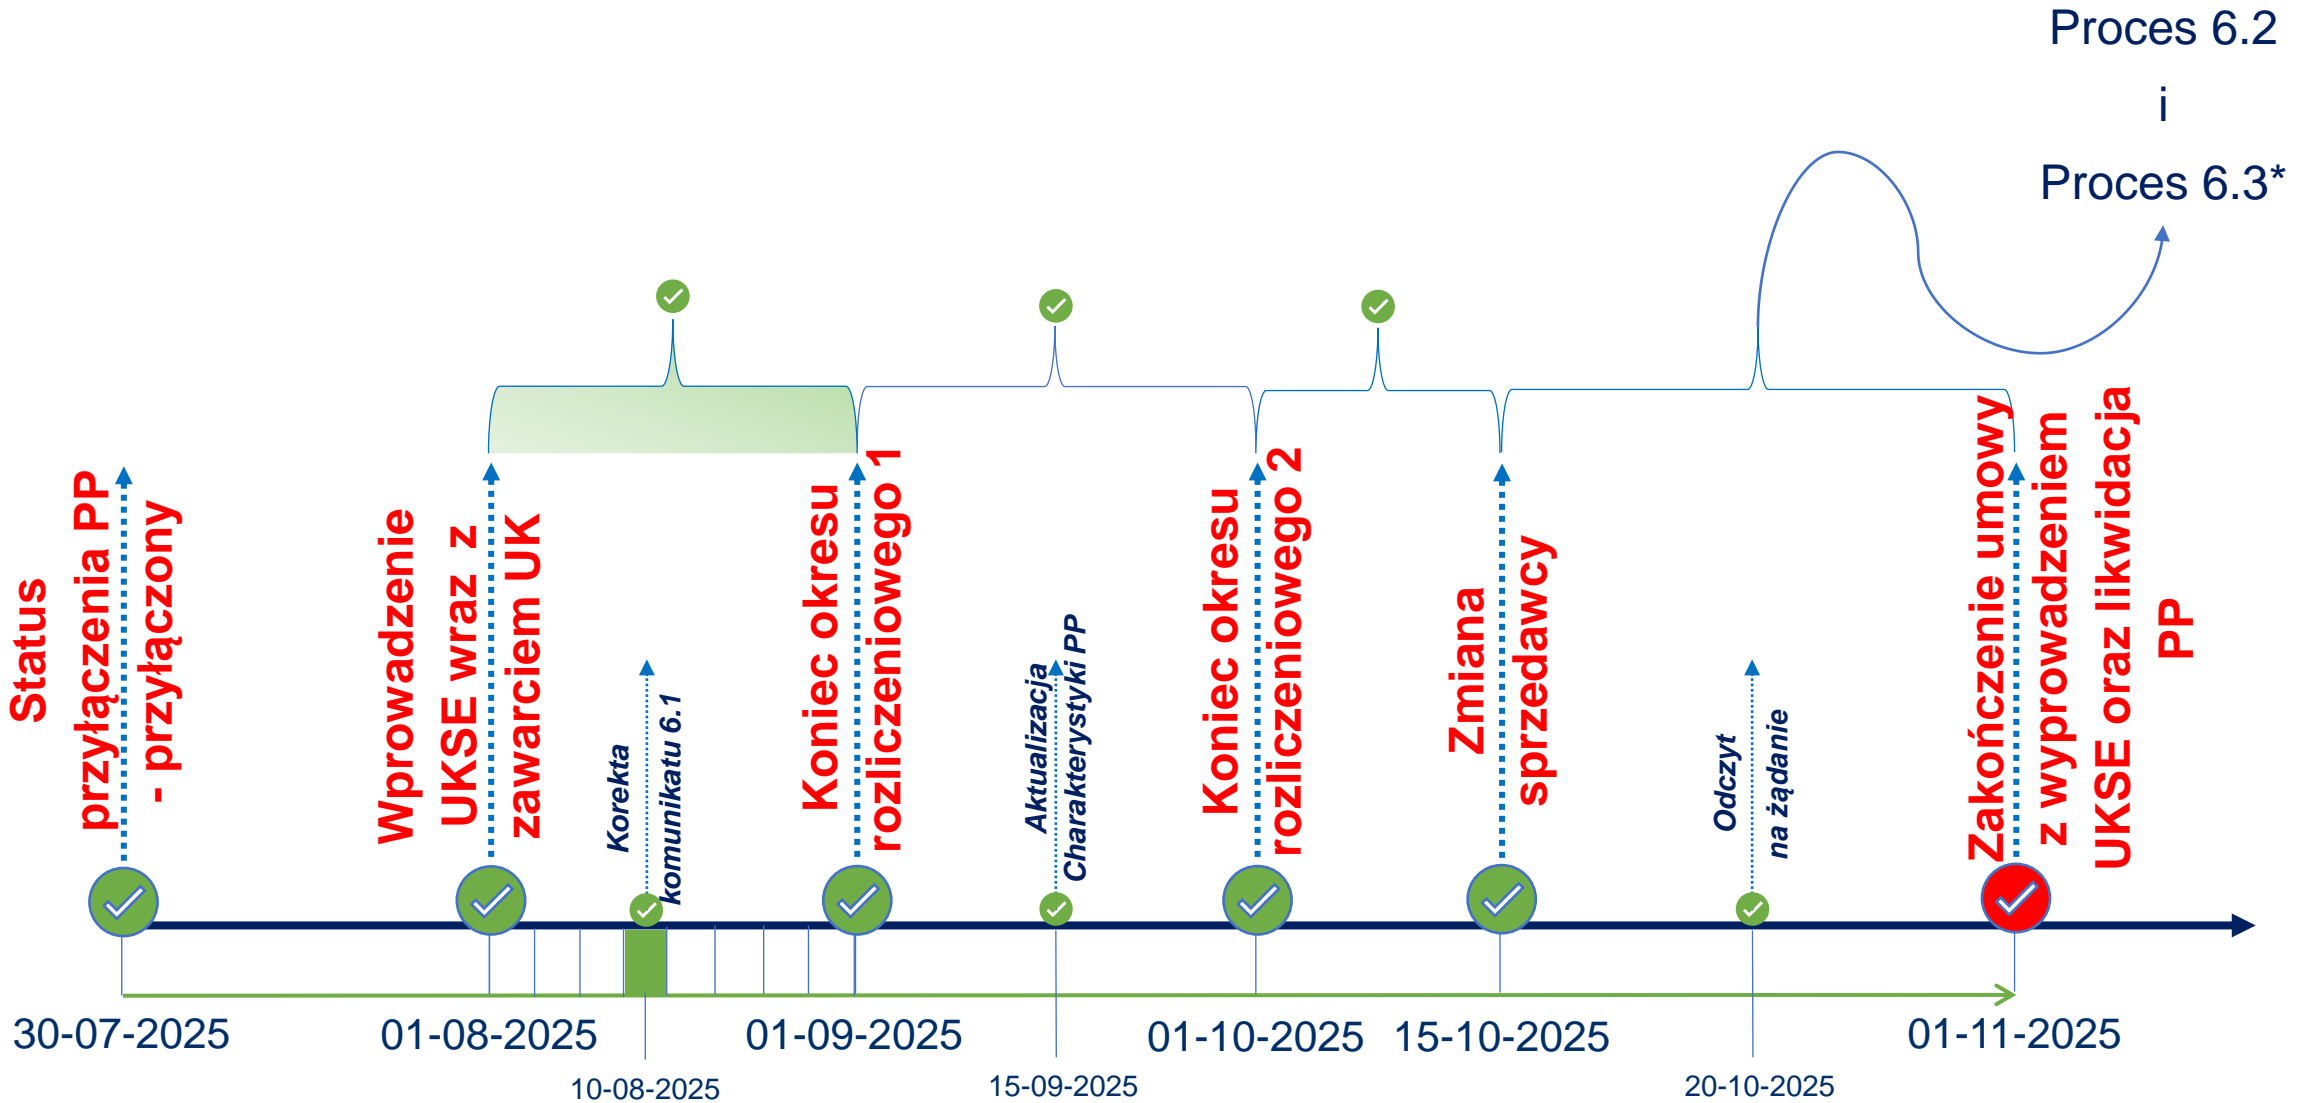 Proces 6.2
i
Proces 6.3*
Status
przyłączenia PP
- przyłączony
Wprowadzenie
UKSE wraz z
zawarciem UK
Korekta
komunikatu 6.1
Koniec okresu
rozliczeniowego 1
Aktualizacja
Charakterystyki PP
Koniec okresu
rozliczeniowego 2
Zmiana
sprzedawcy
Odczyt
na żądanie
Zakończenie umowy
z wyprowadzeniem
UKSE oraz likwidacja
PP
30-07-2025
01-08-2025
01-09-2025
01-10-2025
15-10-2025
01-11-2025
10-08-2025
15-09-2025
20-10-2025